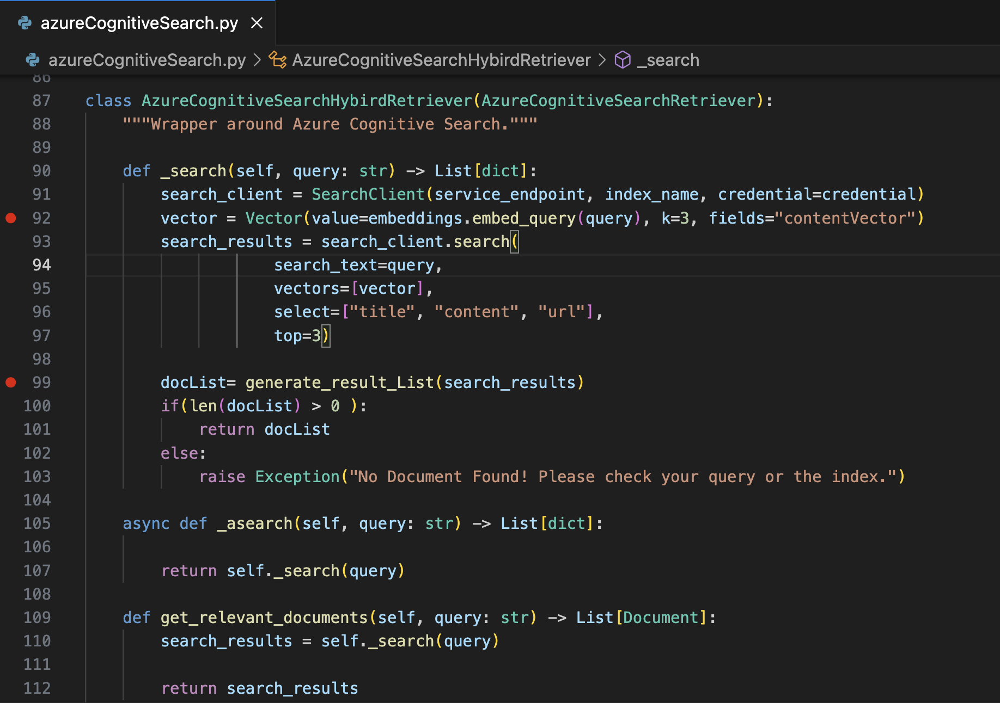 azureCognitiveSearch.py ×
azureCognitiveSearch.py > AzureCognitiveSearchHybirdRetriever > _search
86
87 class AzureCognitiveSearchHybirdRetriever(AzureCognitiveSearchRetriever):
88 """Wrapper around Azure Cognitive Search."""
89
90 def _search(self, query: str) -> List[dict]:
91 search_client = SearchClient(service_endpoint, index_name, credential=credential)
92 vector = Vector(value=embeddings.embed_query(query), k=3, fields="contentVector")
93 search_results = search_client.search(
94 search_text=query,
95 vectors=[vector],
96 select=["title", "content", "url"],
97 top=3)
98
99 docList= generate_result_List(search_results)
100 if(len(docList) > 0 ):
101 return docList
102 else:
103 raise Exception("No Document Found! Please check your query or the index.")
104
105 async def _asearch(self, query: str) -> List[dict]:
106
107 return self._search(query)
108
109 def get_relevant_documents(self, query: str) -> List[Document]:
110 search_results = self._search(query)
111
112 return search_results